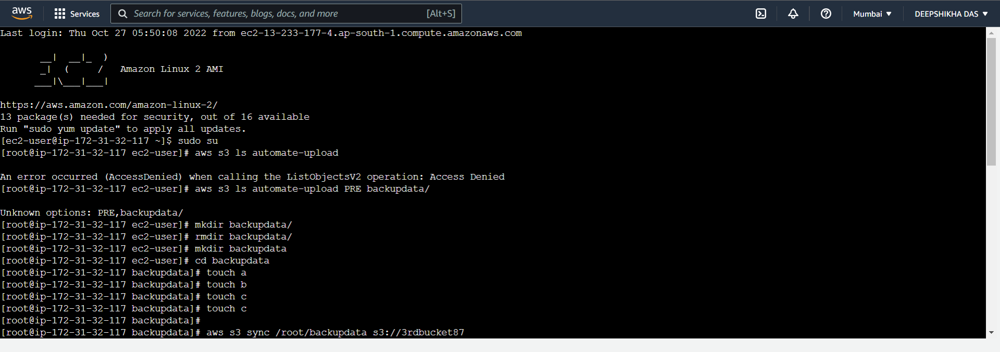 aws Services Search for services, features, blogs, docs, and more [Alt+S] Mumbai ▼ DEEPSHIKHA DAS ▼
Last login: Thu Oct 27 05:50:08 2022 from ec2-13-233-177-4.ap-south-1.compute.amazonaws.com
       __|  __|_  )
       _|  (     /   Amazon Linux 2 AMI
      ___|\___|___|
https://aws.amazon.com/amazon-linux-2/
13 package(s) needed for security, out of 16 available
Run "sudo yum update" to apply all updates.
[ec2-user@ip-172-31-32-117 ~]$ sudo su
[root@ip-172-31-32-117 ec2-user]# aws s3 ls automate-upload
An error occurred (AccessDenied) when calling the ListObjectsV2 operation: Access Denied
[root@ip-172-31-32-117 ec2-user]# aws s3 ls automate-upload PRE backupdata/
Unknown options: PRE,backupdata/
[root@ip-172-31-32-117 ec2-user]# mkdir backupdata/
[root@ip-172-31-32-117 ec2-user]# rmdir backupdata/
[root@ip-172-31-32-117 ec2-user]# mkdir backupdata
[root@ip-172-31-32-117 ec2-user]# cd backupdata
[root@ip-172-31-32-117 backupdata]# touch a
[root@ip-172-31-32-117 backupdata]# touch b
[root@ip-172-31-32-117 backupdata]# touch c
[root@ip-172-31-32-117 backupdata]# touch c
[root@ip-172-31-32-117 backupdata]#
[root@ip-172-31-32-117 backupdata]# aws s3 sync /root/backupdata s3://3rdbucket87